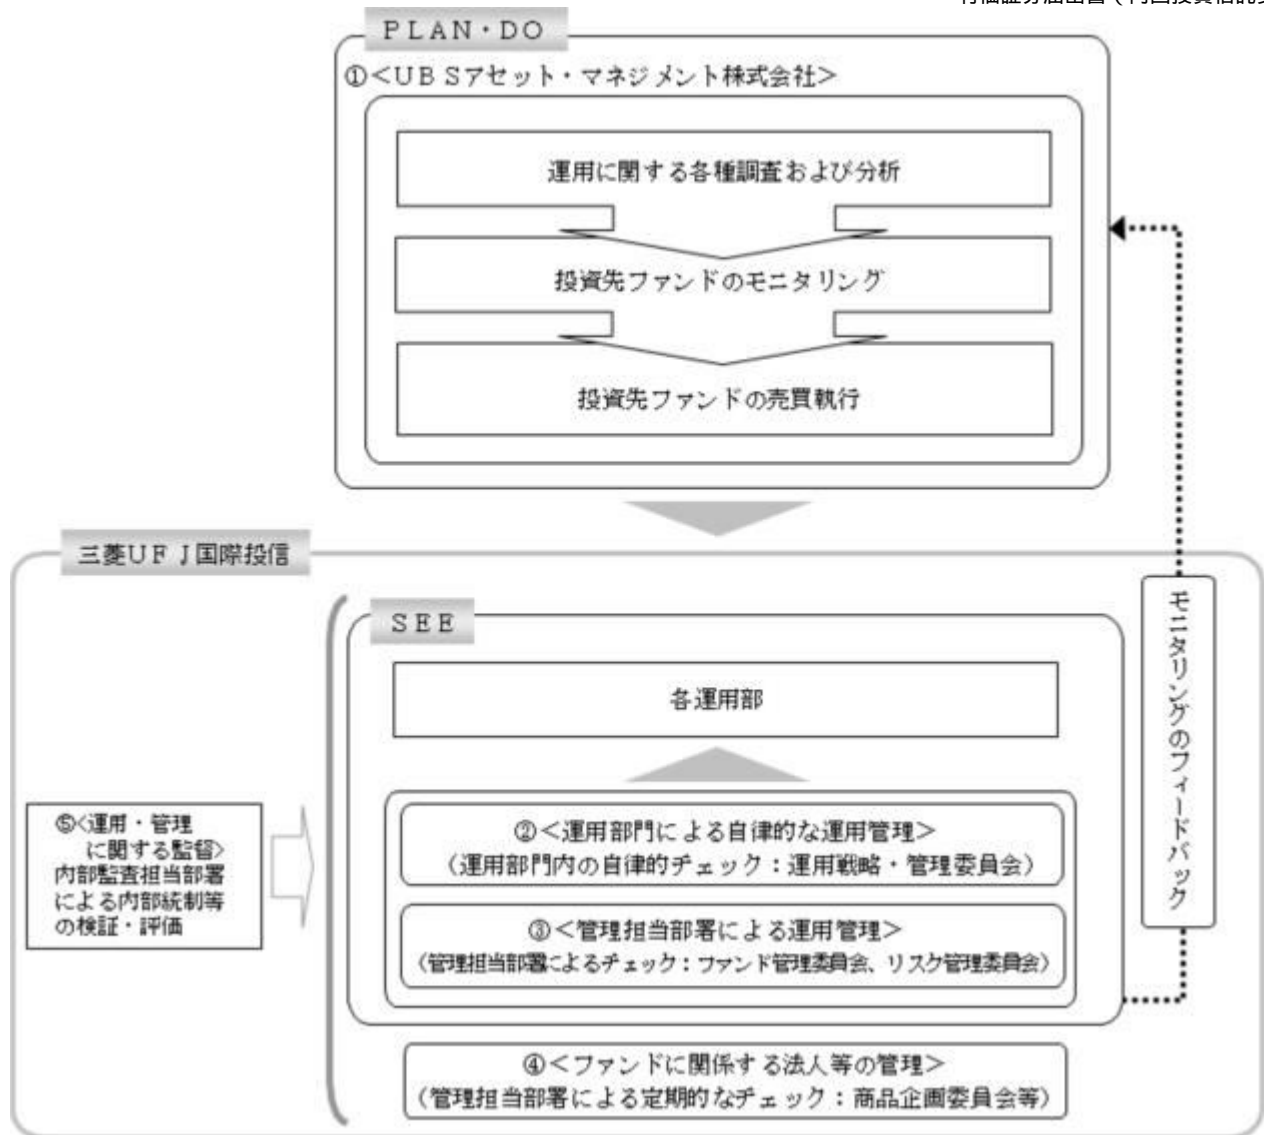 PLAN・DO
①<UBSアセット・マネジメント株式会社>
運用に関する各種調査および分析
投資先ファンドのモニタリング
投資先ファンドの売買執行
三菱UFJ国際投信
SEE
各運用部
②<運用部門による自律的な運用管理>
(運用部門内の自律的チェック:運用戦略・管理委員会)
③<管理担当部署による運用管理>
(管理担当部署によるチェック:ファンド管理委員会、リスク管理委員会)
④<ファンドに関係する法人等の管理>
(管理担当部署による定期的なチェック:商品企画委員会等)
⑤<運用・管理
に関する監督>
内部監査担当部署
による内部統制等
の検証・評価
モニタリングのフィードバック